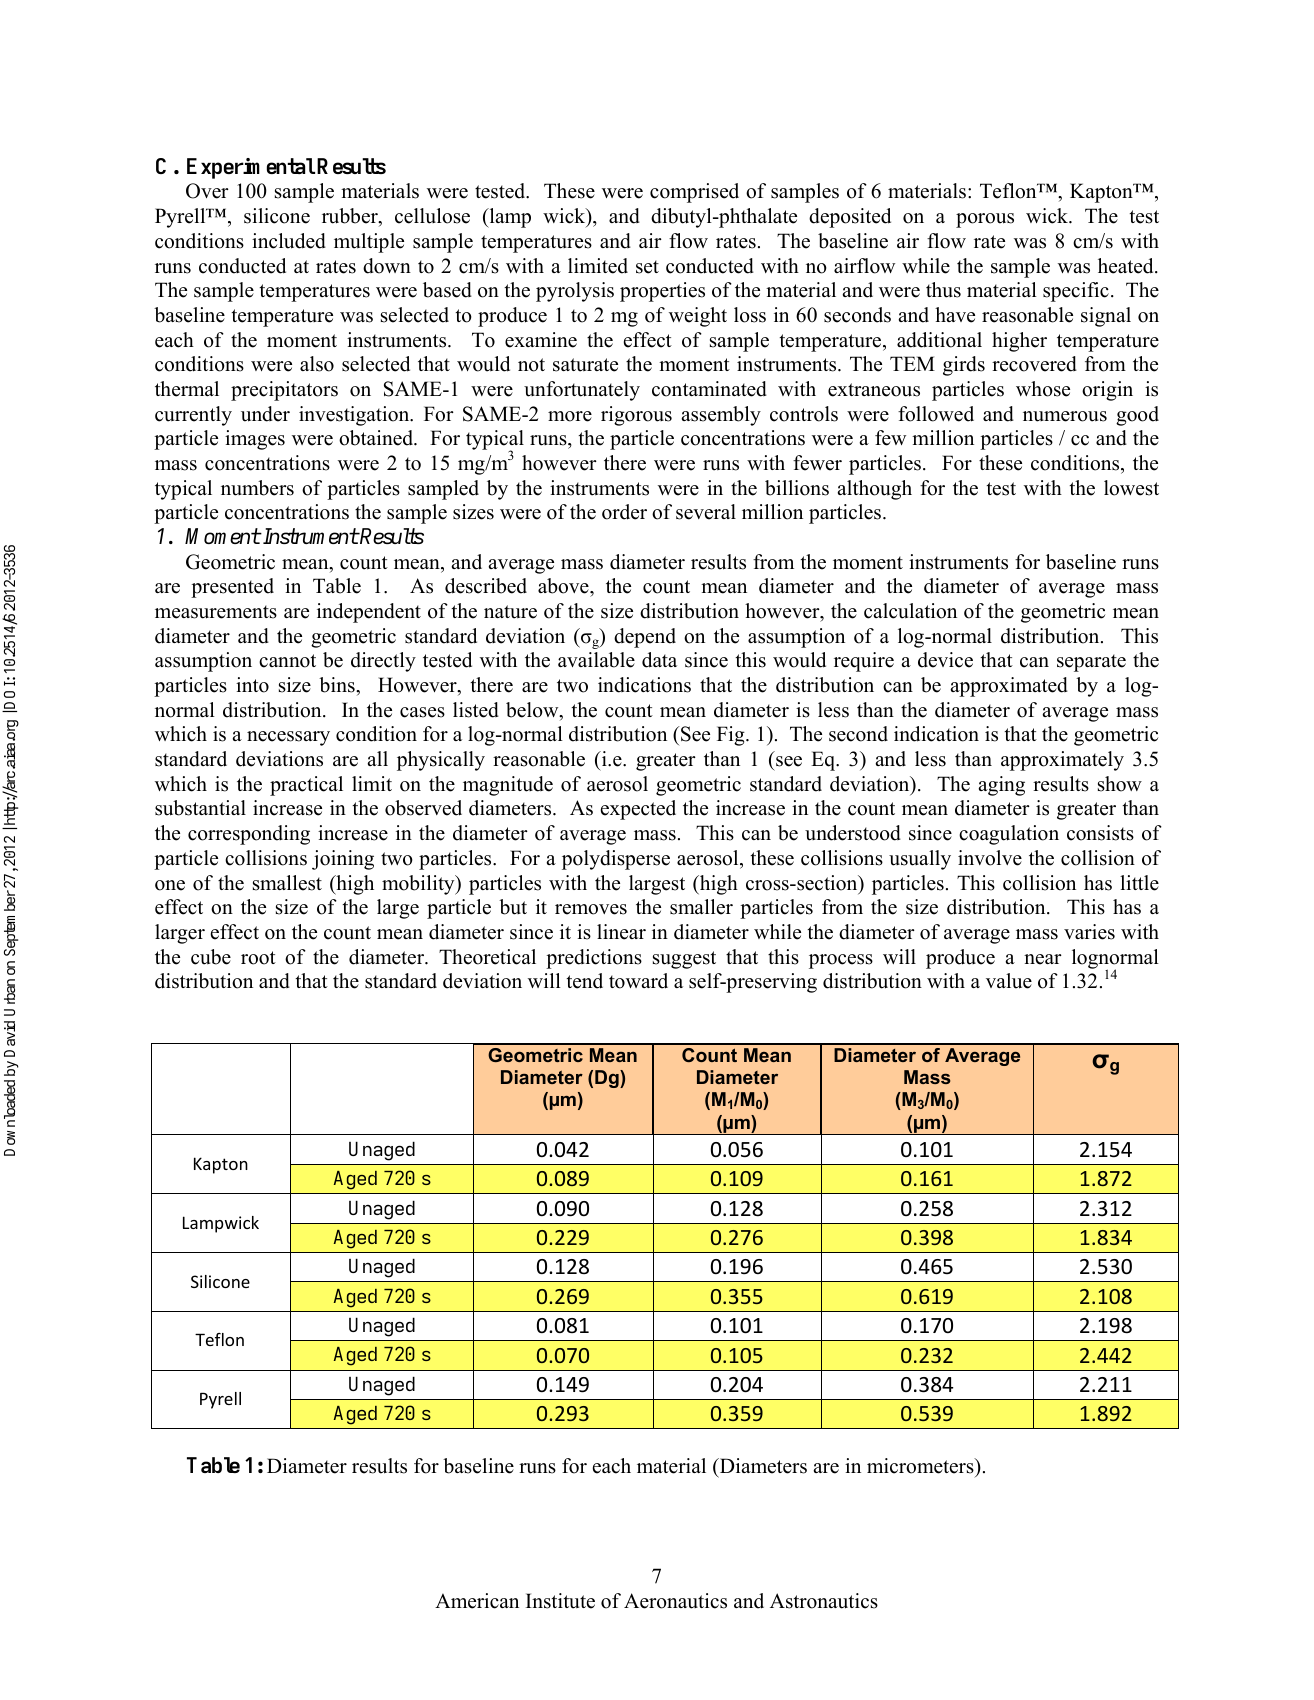 C. Experimental Results
Over 100 sample materials were tested. These were comprised of samples of 6 materials: Teflon™, Kapton™,
Pyrell™, silicone rubber, cellulose (lamp wick), and dibutyl-phthalate deposited on a porous wick. The test
conditions included multiple sample temperatures and air flow rates. The baseline air flow rate was 8 cm/s with
runs conducted at rates down to 2 cm/s with a limited set conducted with no airflow while the sample was heated.
The sample temperatures were based on the pyrolysis properties of the material and were thus material specific. The
baseline temperature was selected to produce 1 to 2 mg of weight loss in 60 seconds and have reasonable signal on
each of the moment instruments. To examine the effect of sample temperature, additional higher temperature
conditions were also selected that would not saturate the moment instruments. The TEM girds recovered from the
thermal precipitators on SAME-1 were unfortunately contaminated with extraneous particles whose origin is
currently under investigation. For SAME-2 more rigorous assembly controls were followed and numerous good
particle images were obtained. For typical runs, the particle concentrations were a few million particles / cc and the
mass concentrations were 2 to 15 mg/m³ however there were runs with fewer particles. For these conditions, the
typical numbers of particles sampled by the instruments were in the billions although for the test with the lowest
particle concentrations the sample sizes were of the order of several million particles.
1. Moment Instrument Results
Geometric mean, count mean, and average mass diameter results from the moment instruments for baseline runs
are presented in Table 1. As described above, the count mean diameter and the diameter of average mass
measurements are independent of the nature of the size distribution however, the calculation of the geometric mean
diameter and the geometric standard deviation (σg) depend on the assumption of a log-normal distribution. This
assumption cannot be directly tested with the available data since this would require a device that can separate the
particles into size bins, However, there are two indications that the distribution can be approximated by a log-
normal distribution. In the cases listed below, the count mean diameter is less than the diameter of average mass
which is a necessary condition for a log-normal distribution (See Fig. 1). The second indication is that the geometric
standard deviations are all physically reasonable (i.e. greater than 1 (see Eq. 3) and less than approximately 3.5
which is the practical limit on the magnitude of aerosol geometric standard deviation). The aging results show a
substantial increase in the observed diameters. As expected the increase in the count mean diameter is greater than
the corresponding increase in the diameter of average mass. This can be understood since coagulation consists of
particle collisions joining two particles. For a polydisperse aerosol, these collisions usually involve the collision of
one of the smallest (high mobility) particles with the largest (high cross-section) particles. This collision has little
effect on the size of the large particle but it removes the smaller particles from the size distribution. This has a
larger effect on the count mean diameter since it is linear in diameter while the diameter of average mass varies with
the cube root of the diameter. Theoretical predictions suggest that this process will produce a near lognormal
distribution and that the standard deviation will tend toward a self-preserving distribution with a value of 1.32.¹⁴
Geometric Mean Diameter (Dg) (µm) Count Mean Diameter (M₁/M₀) (µm) Diameter of Average Mass (M₃/M₀) (µm) σg
Kapton Unaged 0.042 0.056 0.101 2.154
Aged 720 s 0.089 0.109 0.161 1.872
Lampwick Unaged 0.090 0.128 0.258 2.312
Aged 720 s 0.229 0.276 0.398 1.834
Silicone Unaged 0.128 0.196 0.465 2.530
Aged 720 s 0.269 0.355 0.619 2.108
Teflon Unaged 0.081 0.101 0.170 2.198
Aged 720 s 0.070 0.105 0.232 2.442
Pyrell Unaged 0.149 0.204 0.384 2.211
Aged 720 s 0.293 0.359 0.539 1.892
Table 1: Diameter results for baseline runs for each material (Diameters are in micrometers).
7
American Institute of Aeronautics and Astronautics
Downloaded by David Urban on September 27, 2012 | http://arc.aiaa.org | DOI: 10.2514/6.2012-3536